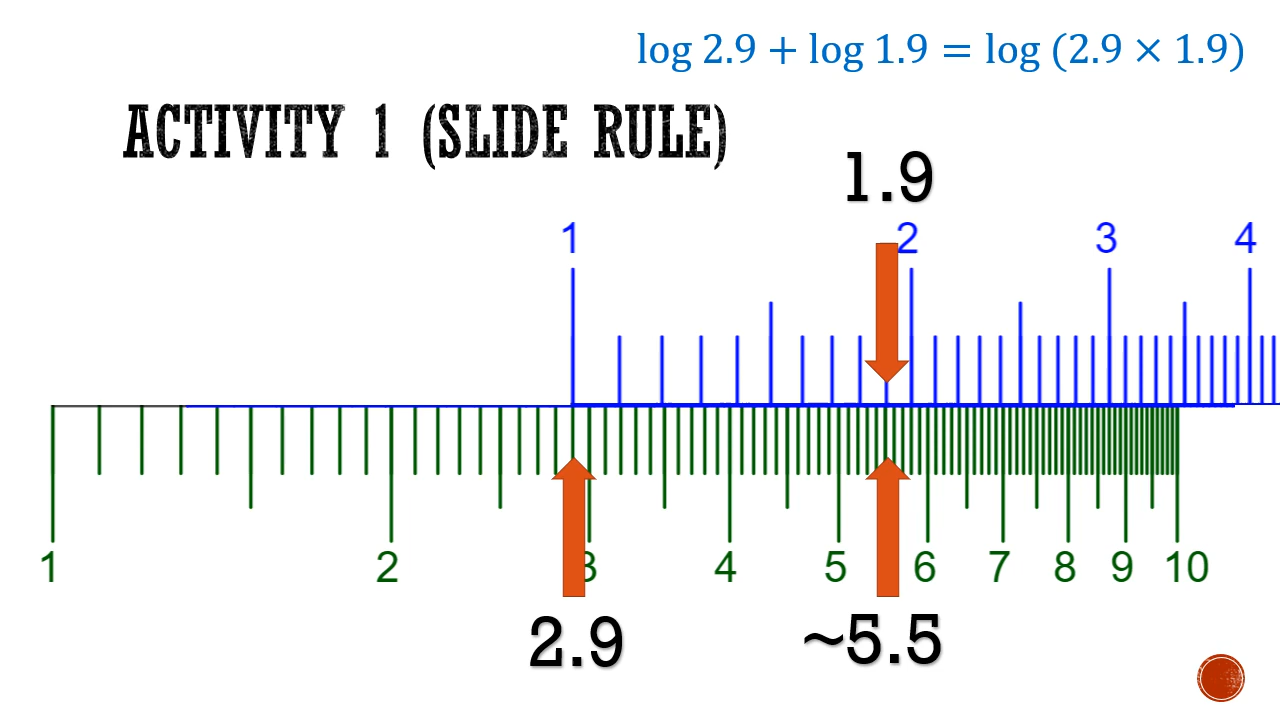 log 2.9 + log 1.9 = log (2.9 × 1.9)
ACTIVITY 1 (SLIDE RULE)
1.9
1 2 3 4
1 2 3 4 5 6 7 8 9 10
2.9 ~5.5